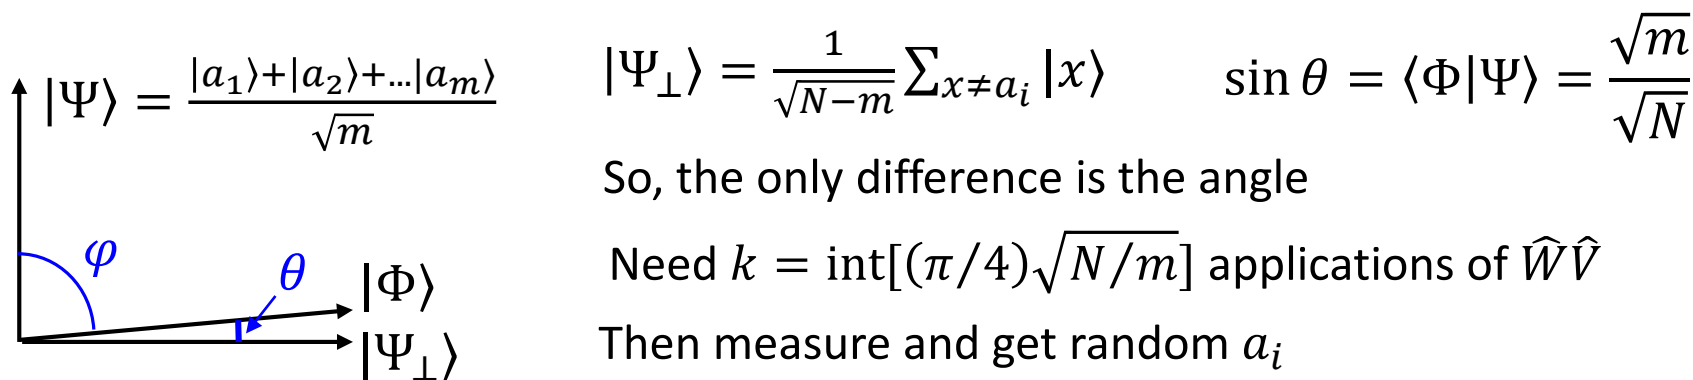 |Ψ⟩ = |a₁⟩+|a₂⟩+...|aₘ⟩ / √m
|Ψ⊥⟩ = 1/√(N−m) ∑ₓ≠ₐᵢ |x⟩
sin θ = ⟨Φ|Ψ⟩ = √m/√N
So, the only difference is the angle
φ
θ
|Φ⟩
|Ψ⊥⟩
Need k = int[(π/4)√(N/m)] applications of ŴV̂
Then measure and get random aᵢ